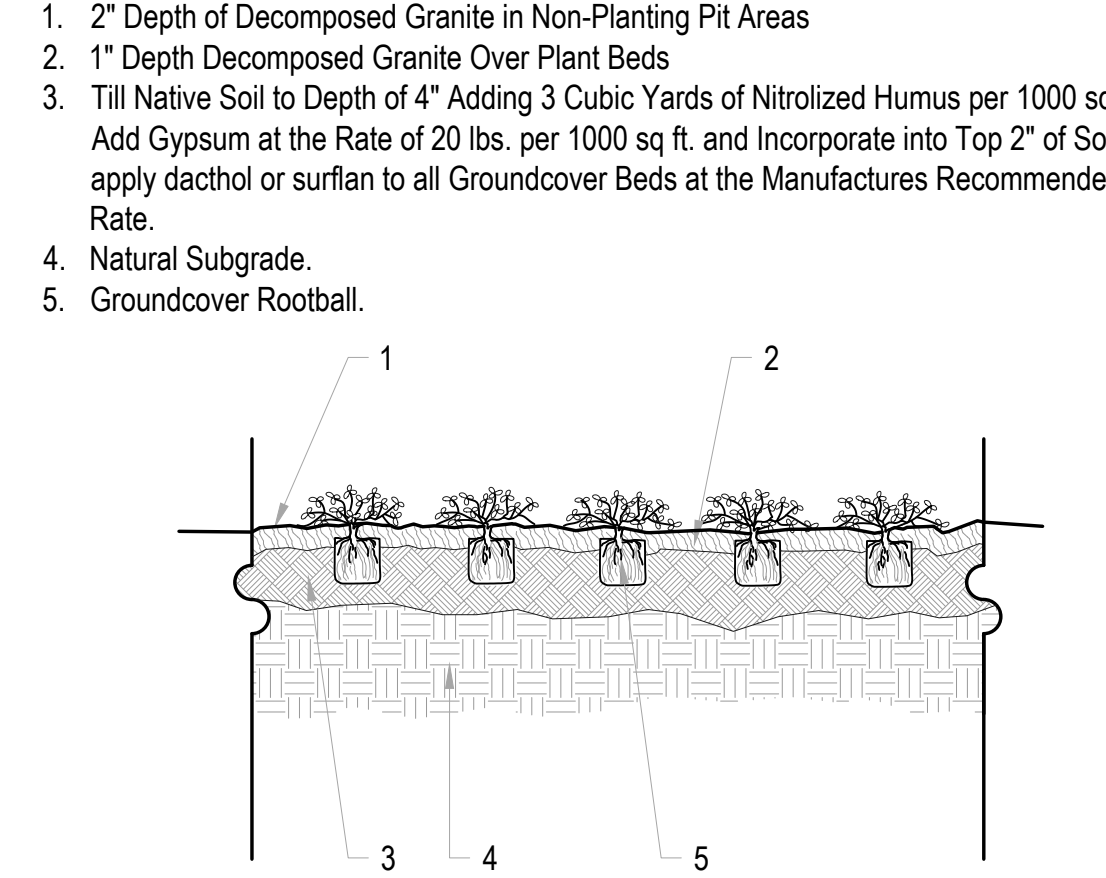 1. 2" Depth of Decomposed Granite in Non-Planting Pit Areas
2. 1" Depth Decomposed Granite Over Plant Beds
3. Till Native Soil to Depth of 4" Adding 3 Cubic Yards of Nitrolized Humus per 1000
Add Gypsum at the Rate of 20 lbs. per 1000 sq ft. and Incorporate into Top 2" of
apply dacthol or surflan to all Groundcover Beds at the Manufactures
Rate.
4. Natural Subgrade.
5. Groundcover Rootball.
1 2
3 4 5